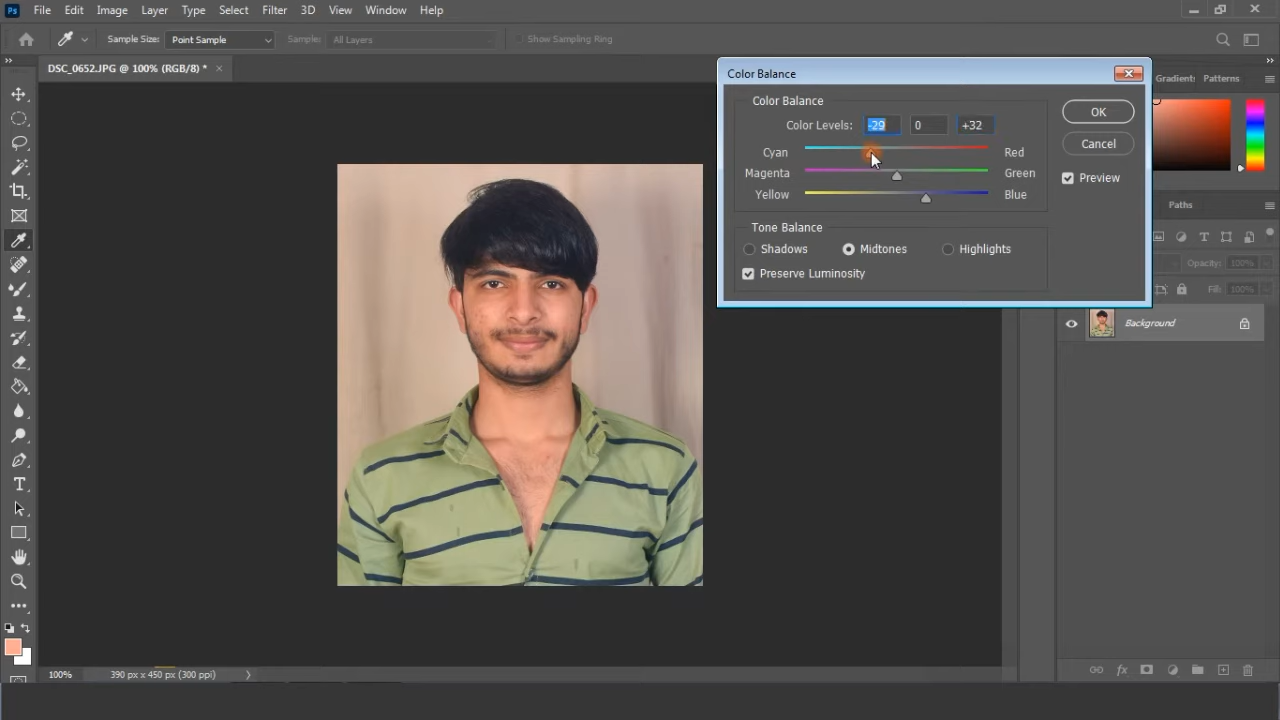 Ps File Edit Image Layer Type Select Filter 3D View Window Help
Sample Size: Point Sample Sample: All Layers Show Sampling Ring
DSC_0652.JPG @ 100% (RGB/8) * ×
Color Balance
Gradient: Patterns
Color Balance
Color Levels: -29 0 +32
OK
Cyan Red
Cancel
Magenta Green
Preview
Yellow Blue
Paths
Tone Balance
Shadows Midtones Highlights
Preserve Luminosity
Opacity: 100%
Fill: 100%
Background
T
fx
100% 390 px x 450 px (300 ppi)